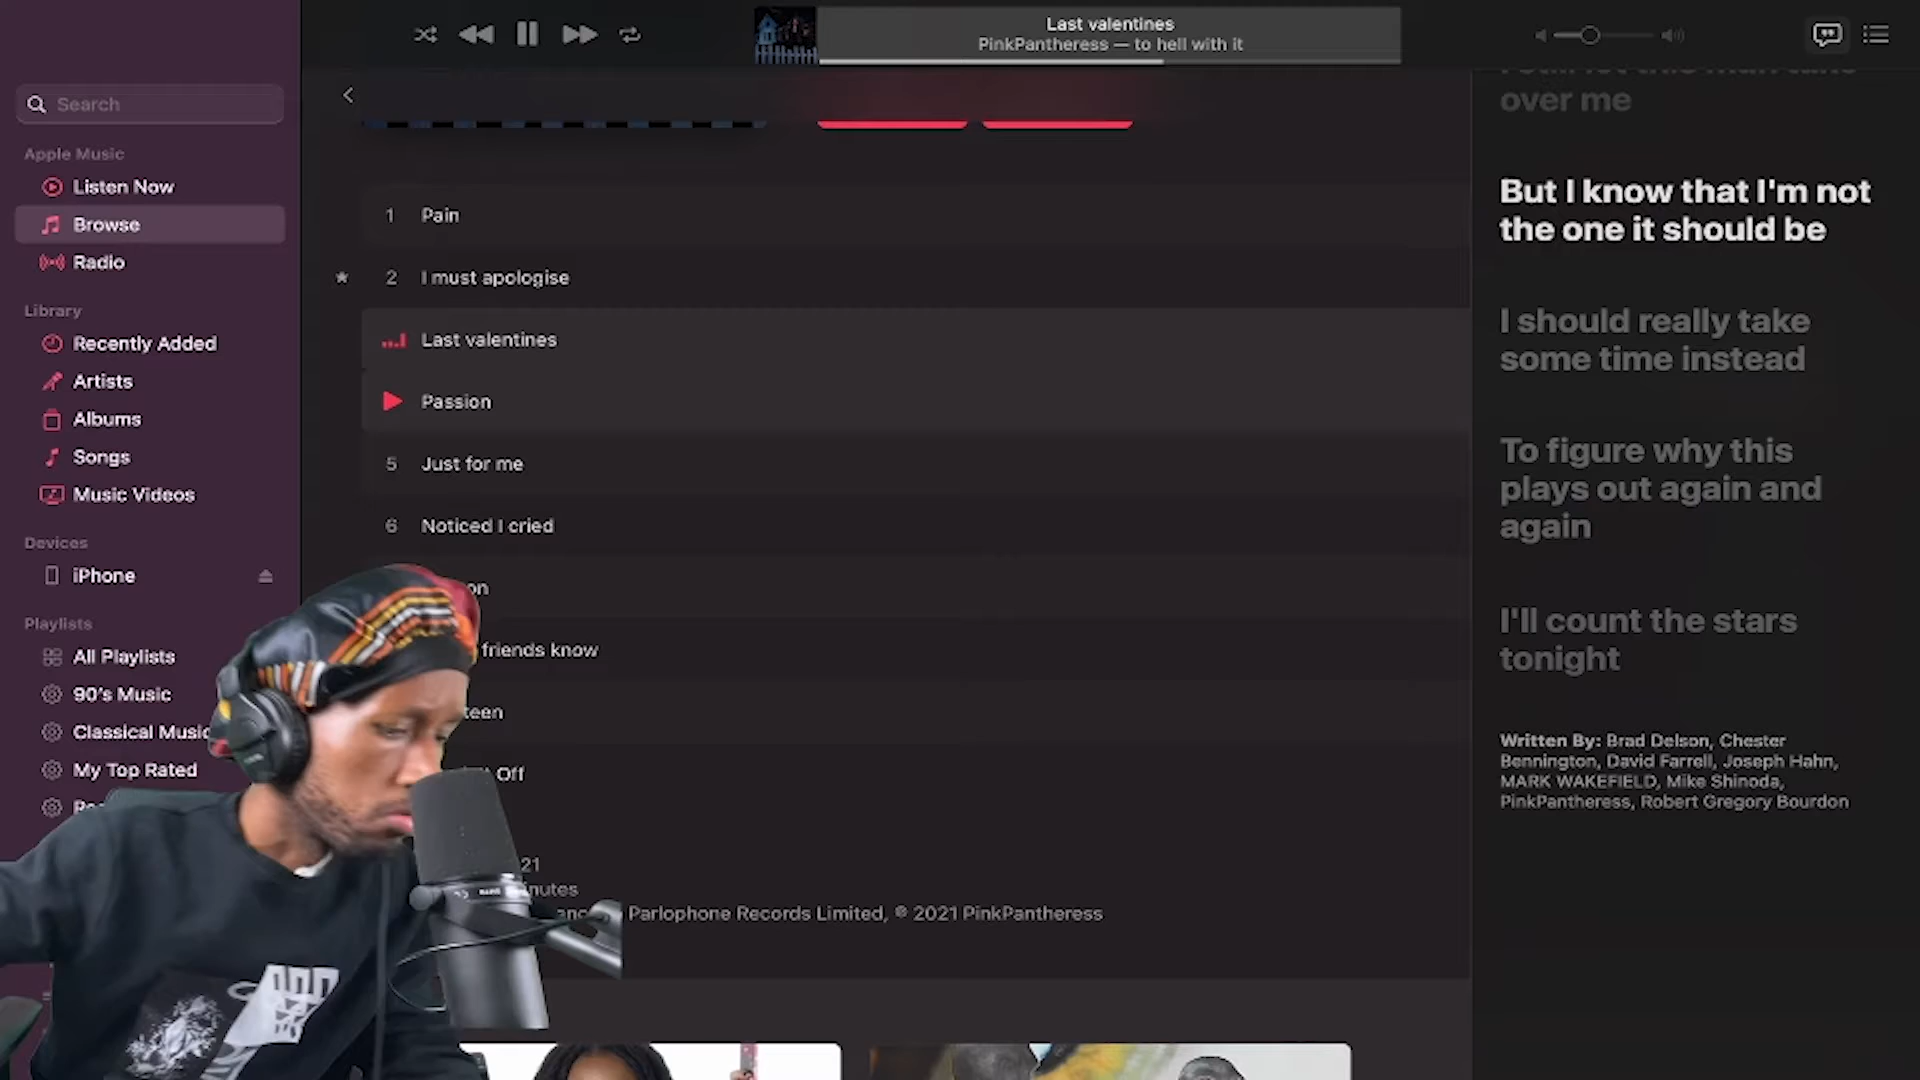 Last valentines
PinkPantheress — to hell with it
Search
Apple Music
Listen Now
Browse
Radio
Library
Recently Added
Artists
Albums
Songs
Music Videos
Devices
iPhone
Playlists
All Playlists
90's Music
Classical Music
My Top Rated
1 Pain
2 I must apologise
Last valentines
Passion
5 Just for me
6 Noticed I cried
on
friends know
teen
Off
21
nutes
Parlophone Records Limited, ℗ 2021 PinkPantheress
over me
But I know that I'm not
the one it should be
I should really take
some time instead
To figure why this
plays out again and
again
I'll count the stars
tonight
Written By: Brad Delson, Chester
Bennington, David Farrell, Joseph Hahn,
MARK WAKEFIELD, Mike Shinoda,
PinkPantheress, Robert Gregory Bourdon